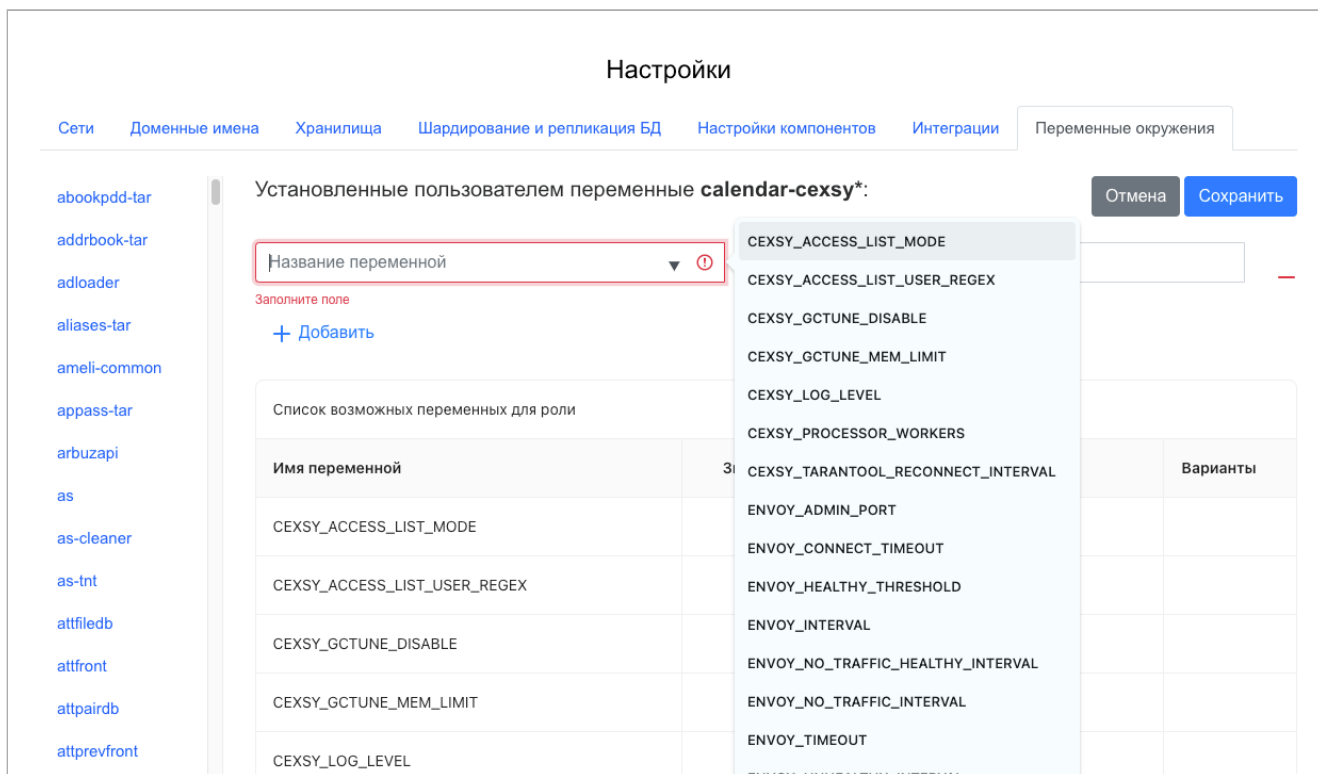 Настройки
Сети Доменные имена Хранилища Шардирование и репликация БД Настройки компонентов Интеграции Переменные окружения
abookpdd-tar
addrbook-tar
adloader
aliases-tar
ameli-common
appass-tar
arbuzapi
as
as-cleaner
as-tnt
attfiledb
attfront
attpairdb
attprevfront
Установленные пользователем переменные calendar-cexsy*:
Отмена Сохранить
Название переменной
Заполните поле
+ Добавить
CEXSY_ACCESS_LIST_MODE
CEXSY_ACCESS_LIST_USER_REGEX
CEXSY_GCTUNE_DISABLE
CEXSY_GCTUNE_MEM_LIMIT
CEXSY_LOG_LEVEL
CEXSY_PROCESSOR_WORKERS
CEXSY_TARANTOOL_RECONNECT_INTERVAL
ENVOY_ADMIN_PORT
ENVOY_CONNECT_TIMEOUT
ENVOY_HEALTHY_THRESHOLD
ENVOY_INTERVAL
ENVOY_NO_TRAFFIC_HEALTHY_INTERVAL
ENVOY_NO_TRAFFIC_INTERVAL
ENVOY_TIMEOUT
Список возможных переменных для роли
Имя переменной Варианты
CEXSY_ACCESS_LIST_MODE
CEXSY_ACCESS_LIST_USER_REGEX
CEXSY_GCTUNE_DISABLE
CEXSY_GCTUNE_MEM_LIMIT
CEXSY_LOG_LEVEL